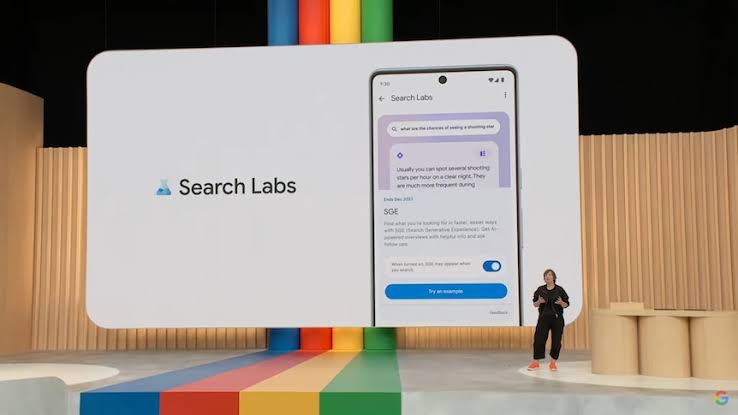 Search Labs
9:30
Search Labs
what are the chances of seeing a shooting star
Usually you can spot several shooting
stars per hour on a clear night. They
are much more frequent during
Ends Dec 2023
SGE
Find what you're looking for in faster, easier ways
with SGE (Search Generative Experience). Get AI-
powered overviews with helpful info and ask
follow ups.
When turned on, SGE may appear when
you search.
Try an example
Feedback
G